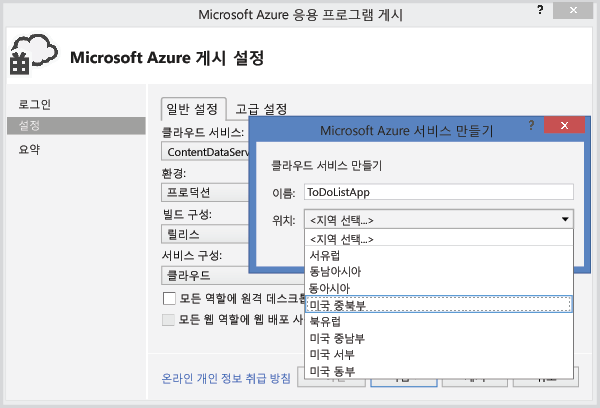 Microsoft Azure 응용 프로그램 게시
?
Microsoft Azure 게시 설정
로그인
설정
요약
일반 설정
고급 설정
클라우드 서비스:
ContentDataServ
환경:
프로덕션
빌드 구성:
릴리스
서비스 구성:
클라우드
모든 역할에 원격 데스크톱
모든 웹 역할에 웹 배포 사
온라인 개인 정보 취급 방침
Microsoft Azure 서비스 만들기
?
클라우드 서비스 만들기
이름:
ToDoListApp
위치:
<지역 선택...>
<지역 선택...>
서유럽
동남아시아
동아시아
미국 중북부
북유럽
미국 중남부
미국 서부
미국 동부